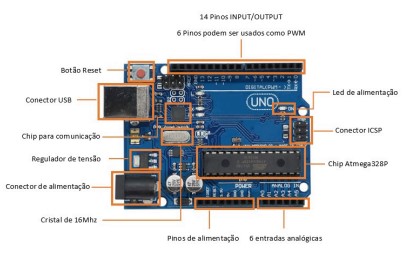 14 Pinos INPUT/OUTPUT
6 Pinos podem ser usados como PWM
Botão Reset
Conector USB
Led de alimentação
UNO
ON
Chip para comunicação
Conector ICSP
Regulador de tensão
Chip Atmega328P
Conector de alimentação
POWER
ANALOG IN
Cristal de 16Mhz
Pinos de alimentação
6 entradas analógicas